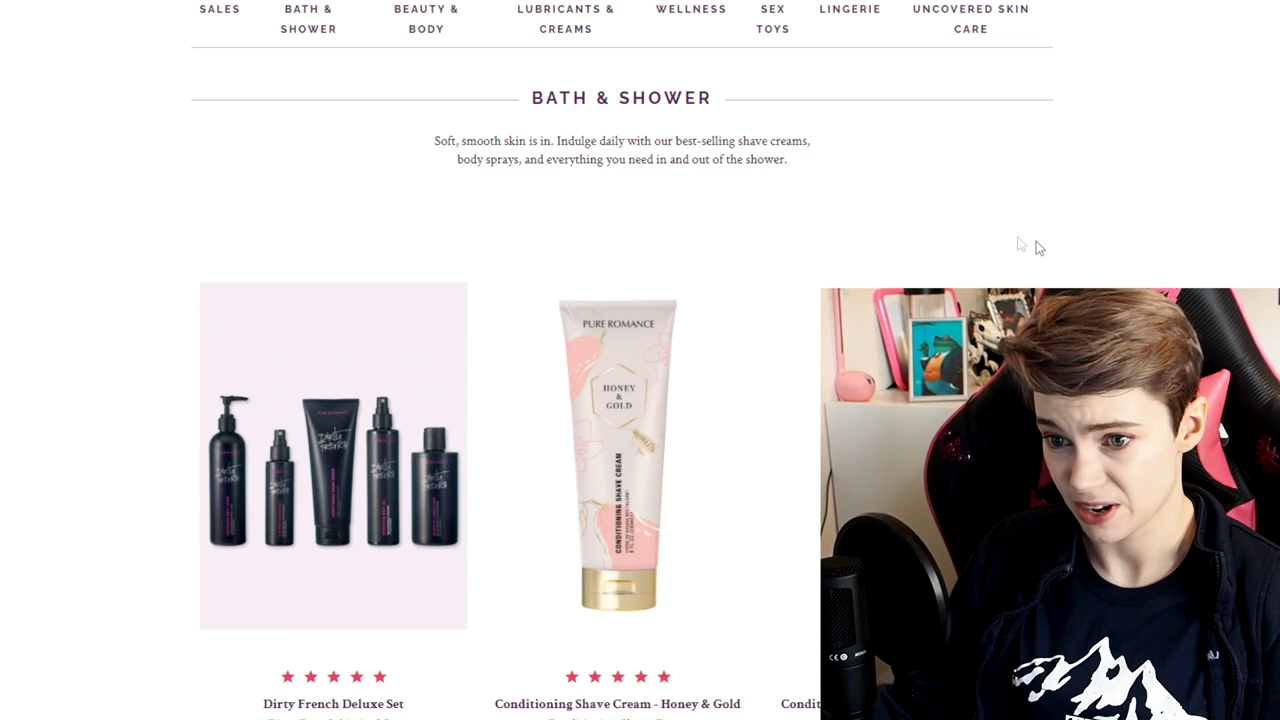 SALES
BATH &
SHOWER
BEAUTY &
BODY
LUBRICANTS &
CREAMS
WELLNESS
SEX
TOYS
LINGERIE
UNCOVERED SKIN
CARE
BATH & SHOWER
Soft, smooth skin is in. Indulge daily with our best-selling shave creams,
body sprays, and everything you need in and out of the shower.
PURE ROMANCE
HONEY
&
GOLD
CONDITIONING SHAVE CREAM
Dirty French Deluxe Set
Conditioning Shave Cream - Honey & Gold